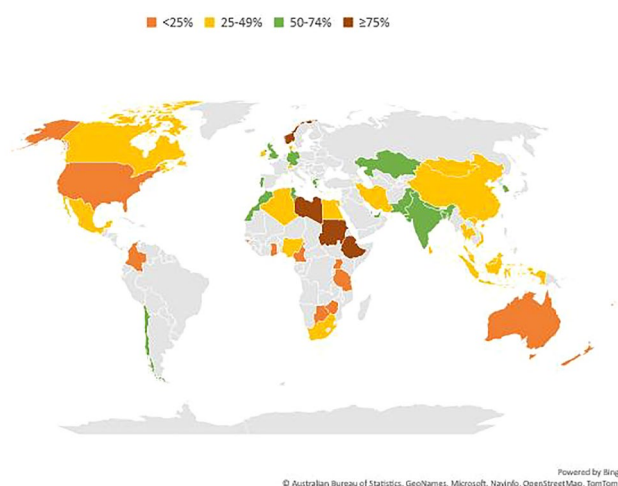 <25% 25-49% 50-74% ≥75%
Powered by Bing
© Australian Bureau of Statistics, GeoNames, Microsoft, Navinfo, OpenStreetMap, TomTom